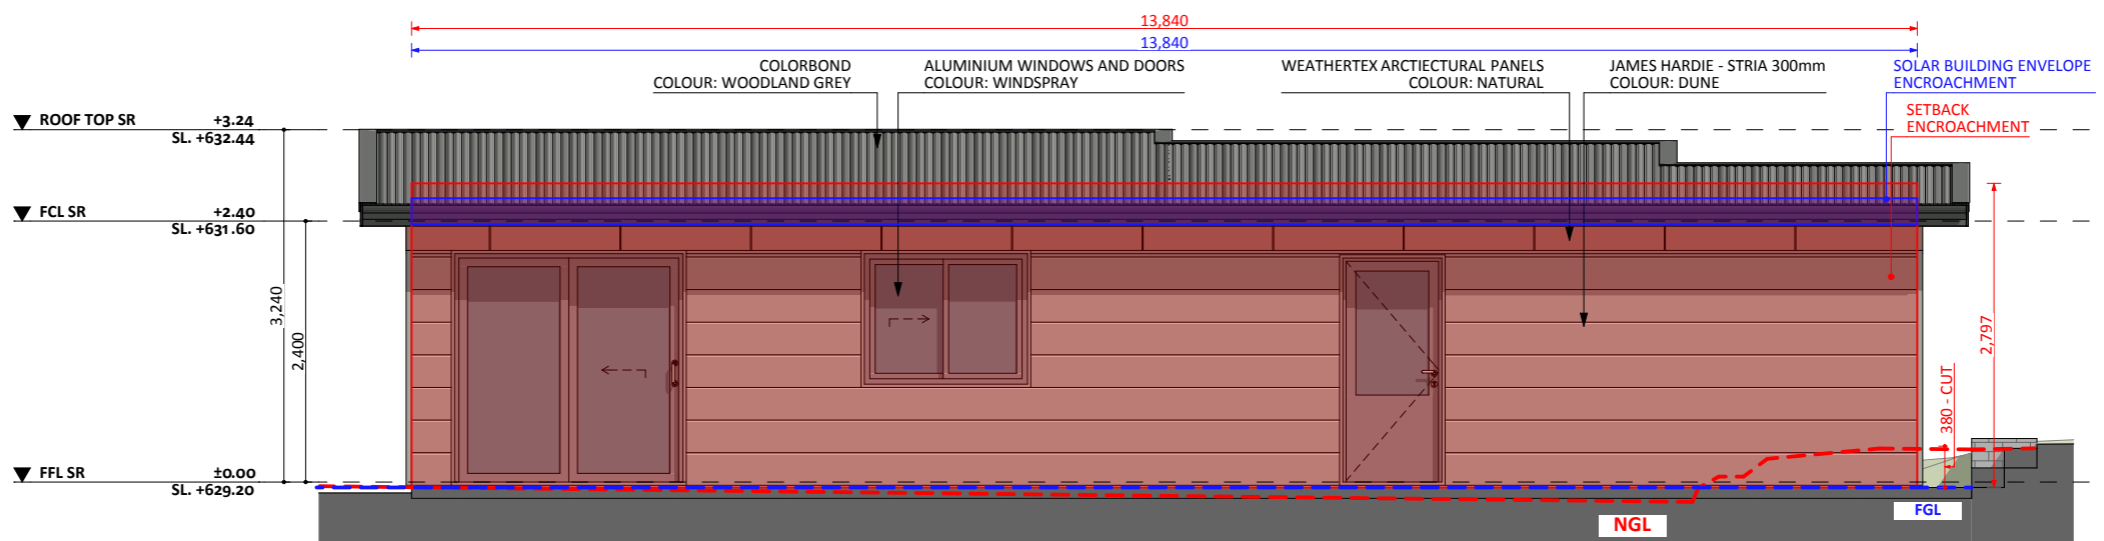 13,840
13,840
COLORBOND
COLOUR: WOODLAND GREY
ALUMINIUM WINDOWS AND DOORS
COLOUR: WINDSPRAY
WEATHERTEX ARCTIECTURAL PANELS
COLOUR: NATURAL
JAMES HARDIE - STRIA 300mm
COLOUR: DUNE
SOLAR BUILDING ENVELOPE
ENCROACHMENT
SETBACK
ENCROACHMENT
ROOF TOP SR +3.24
SL. +632.44
FCL SR +2.40
SL. +631.60
3,240
2,400
2,797
380 - CUT
FFL SR ±0.00
SL. +629.20
NGL
FGL